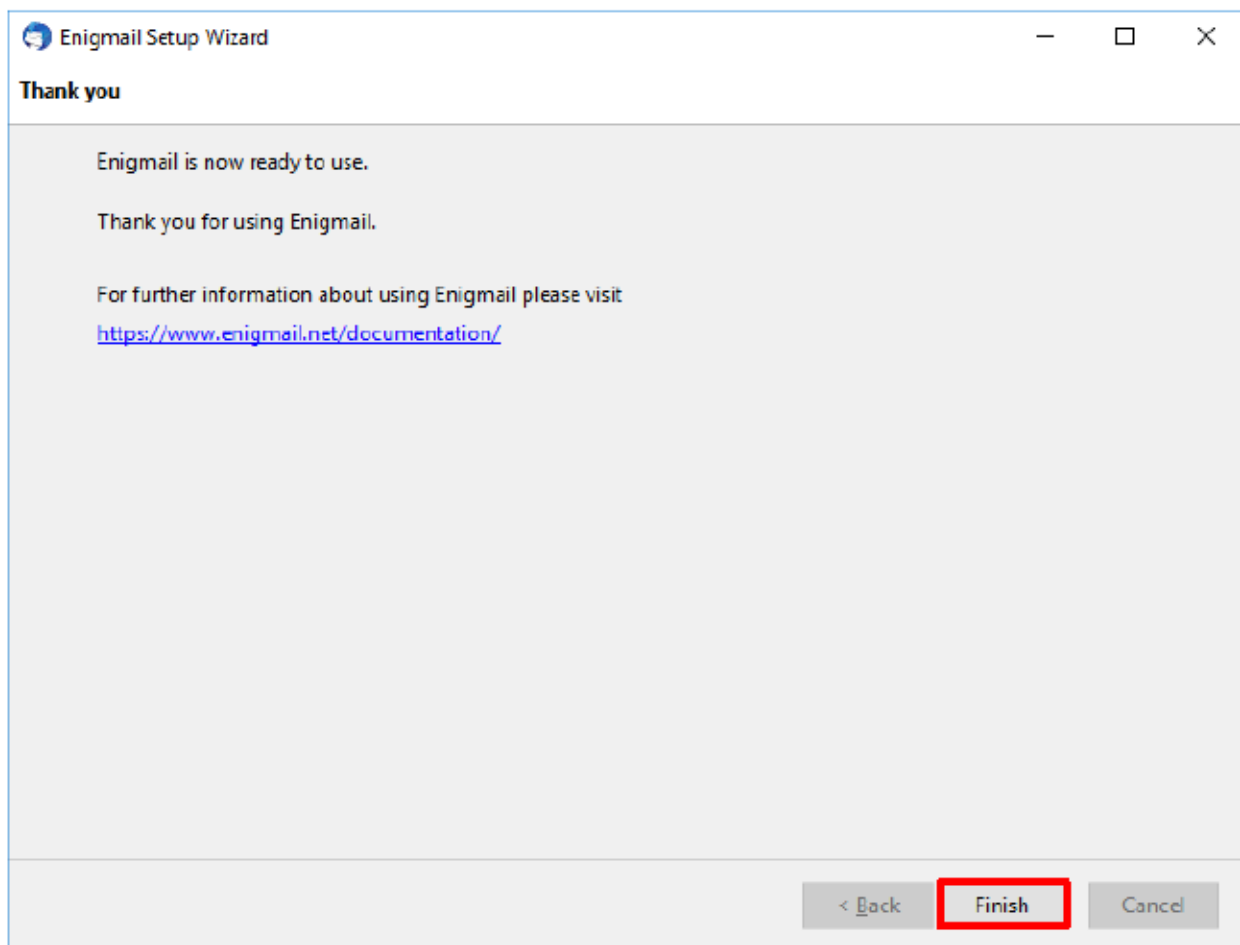 Enigmail Setup Wizard
Thank you
Enigmail is now ready to use.
Thank you for using Enigmail.
For further information about using Enigmail please visit
https://www.enigmail.net/documentation/
< Back Finish Cancel